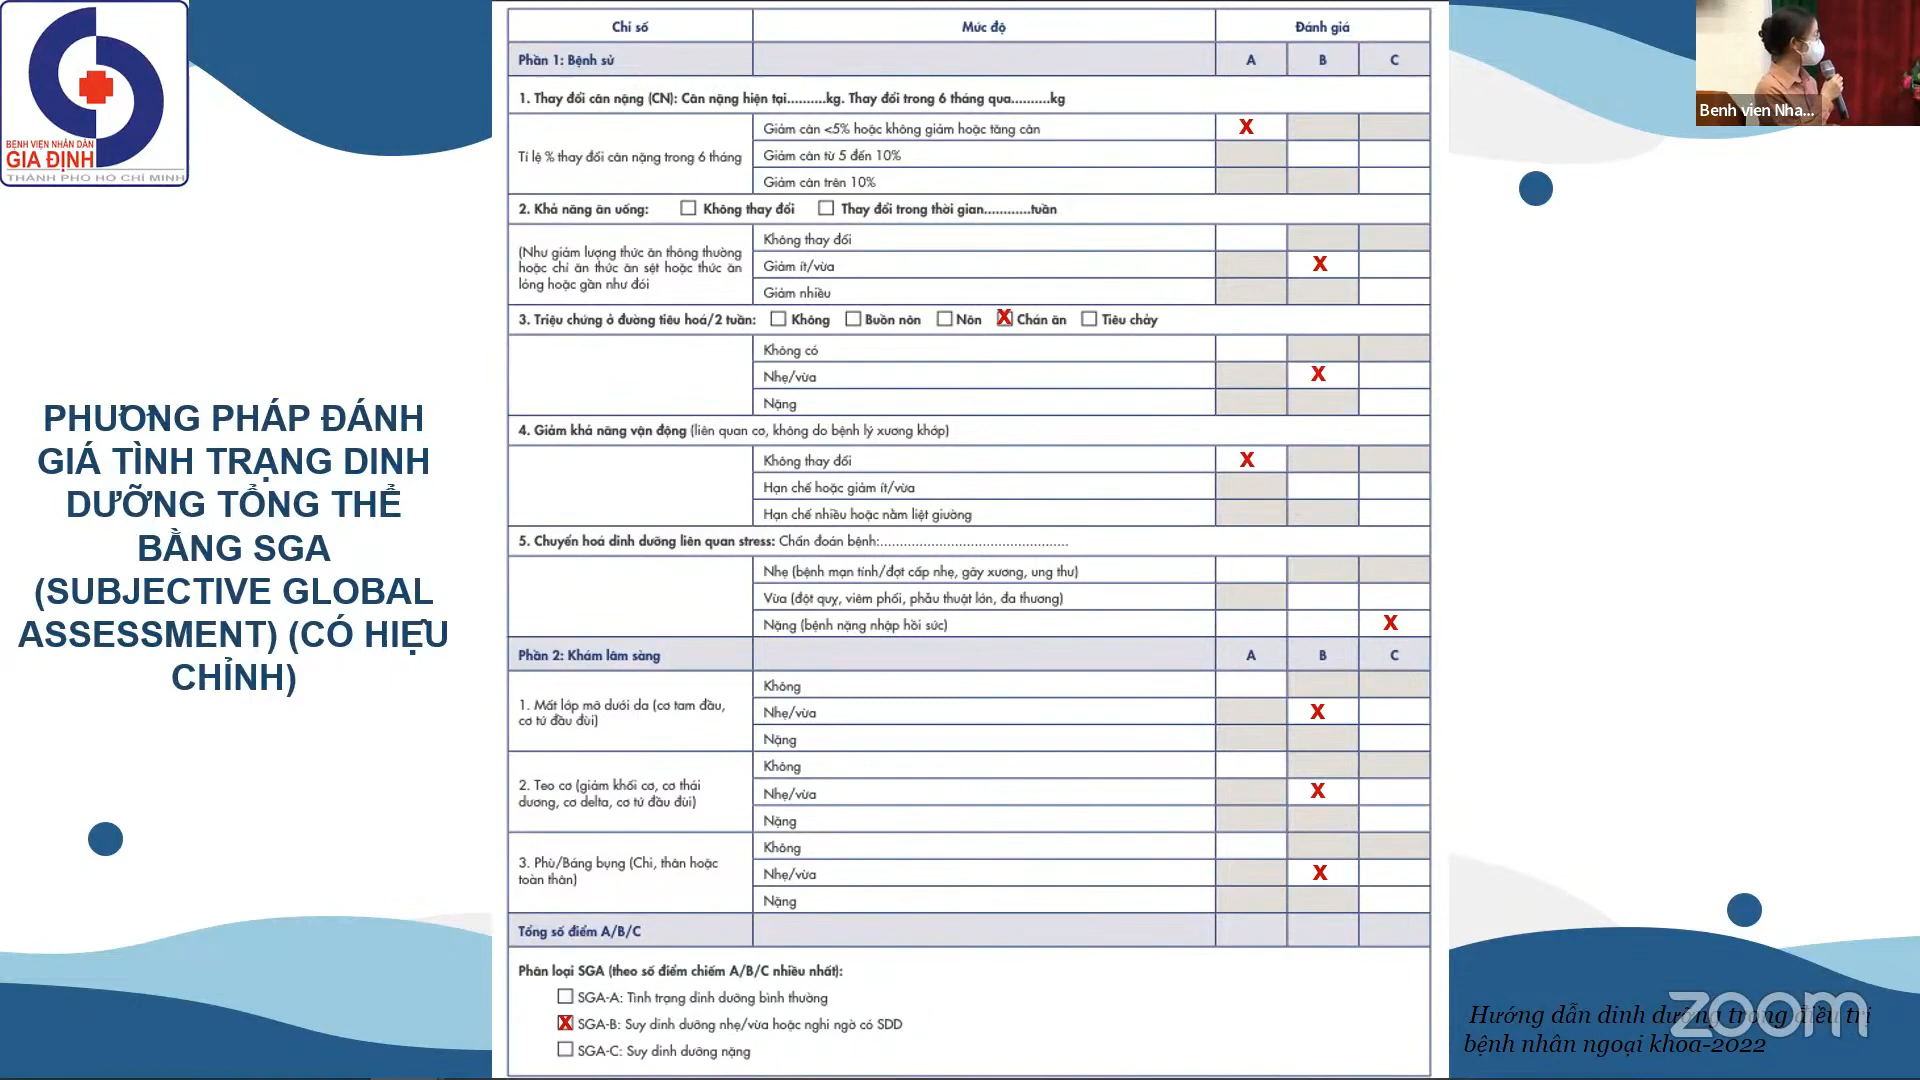 BỆNH VIỆN NHÂN DÂN
GIA ĐỊNH
THÀNH PHỐ HỒ CHÍ MINH
PHƯƠNG PHÁP ĐÁNH
GIÁ TÌNH TRẠNG DINH
DƯỠNG TỔNG THỂ
BẰNG SGA
(SUBJECTIVE GLOBAL
ASSESSMENT) (CÓ HIỆU
CHỈNH)
Chỉ số Mức độ Đánh giá
Phần 1: Bệnh sử A B C
1. Thay đổi cân nặng (CN): Cân nặng hiện tại..........kg. Thay đổi trong 6 tháng qua..........kg
Tỉ lệ % thay đổi cân nặng trong 6 tháng
Giảm cân <5% hoặc không giảm hoặc tăng cân X
Giảm cân từ 5 đến 10%
Giảm cân trên 10%
2. Khả năng ăn uống: Không thay đổi Thay đổi trong thời gian............tuần
(Như giảm lượng thức ăn thông thường
hoặc chỉ ăn thức ăn sệt hoặc thức ăn
lỏng hoặc gần như đói
Không thay đổi
Giảm ít/vừa X
Giảm nhiều
3. Triệu chứng ở đường tiêu hoá/2 tuần: Không Buồn nôn Nôn X Chán ăn Tiêu chảy
Không có
Nhẹ/vừa X
Nặng
4. Giảm khả năng vận động (liên quan cơ, không do bệnh lý xương khớp)
Không thay đổi X
Hạn chế hoặc giảm ít/vừa
Hạn chế nhiều hoặc nằm liệt giường
5. Chuyển hoá dinh dưỡng liên quan stress: Chẩn đoán bệnh:..............................................
Nhẹ (bệnh mạn tính/đợt cấp nhẹ, gãy xương, ung thư)
Vừa (đột quỵ, viêm phổi, phẫu thuật lớn, đa thương)
Nặng (bệnh nặng nhập hồi sức) X
Phần 2: Khám lâm sàng A B C
1. Mất lớp mỡ dưới da (cơ tam đầu,
cơ tứ đầu đùi)
Không
Nhẹ/vừa X
Nặng
2. Teo cơ (giảm khối cơ, cơ thái
dương, cơ delta, cơ tứ đầu đùi)
Không
Nhẹ/vừa X
Nặng
3. Phù/Báng bụng (Chi, thân hoặc
toàn thân)
Không
Nhẹ/vừa X
Nặng
Tổng số điểm A/B/C
Phân loại SGA (theo số điểm chiếm A/B/C nhiều nhất):
SGA-A: Tình trạng dinh dưỡng bình thường
X SGA-B: Suy dinh dưỡng nhẹ/vừa hoặc nghi ngờ có SDD
SGA-C: Suy dinh dưỡng nặng
Benh vien Nha...
zoom
Hướng dẫn dinh dưỡng trong điều trị
bệnh nhân ngoại khoa-2022